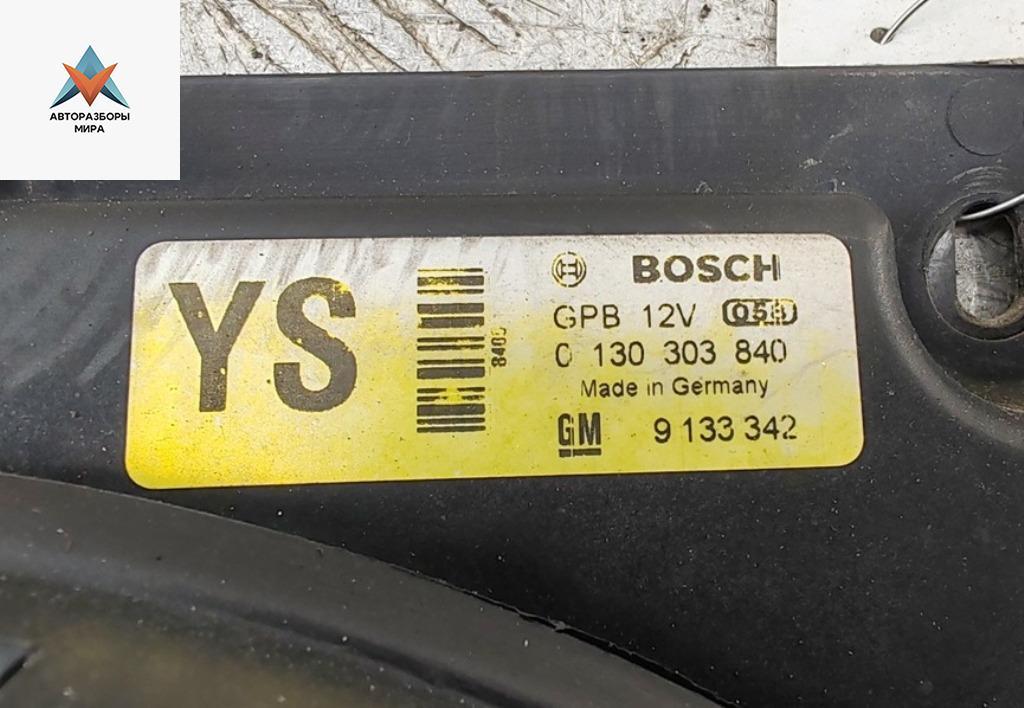 АВТОРАЗБОРЫ
МИРА
YS
BOSCH
GPB 12V
0 130 303 840
Made in Germany
GM 9 133 342